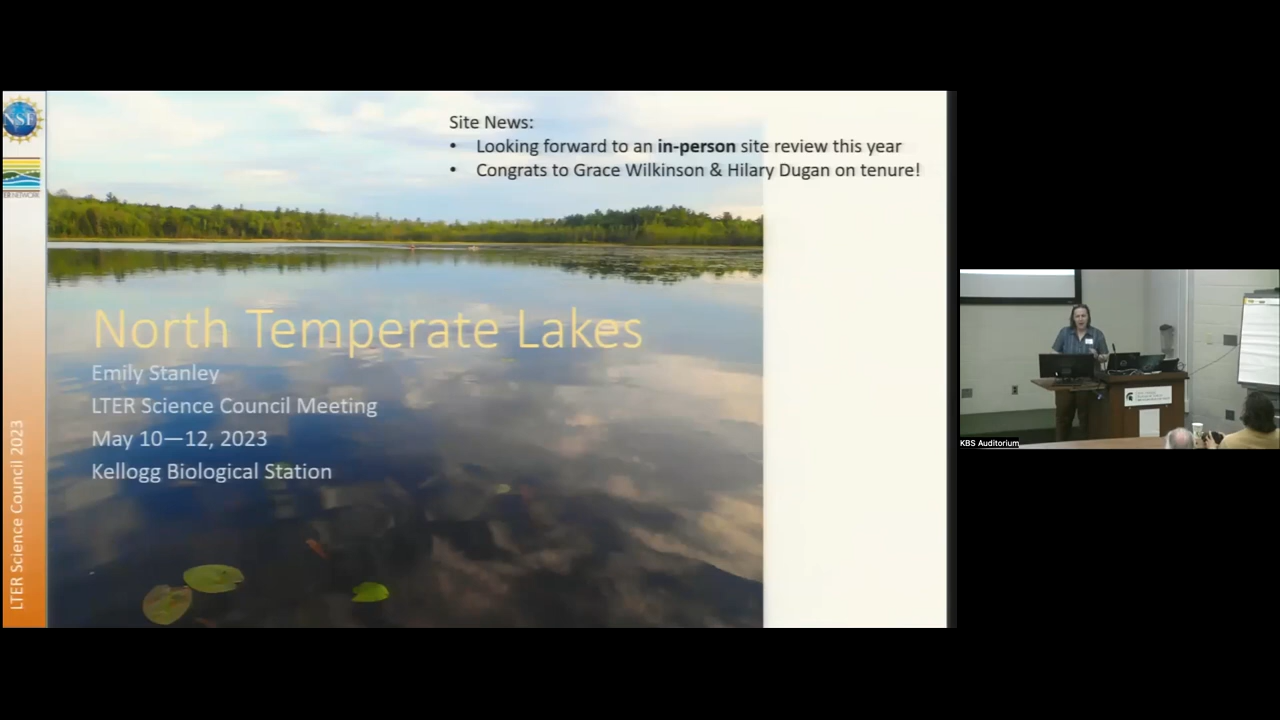 NSF
Site News:
• Looking forward to an in-person site review this year
• Congrats to Grace Wilkinson & Hilary Dugan on tenure!
North Temperate Lakes
Emily Stanley
LTER Science Council Meeting
May 10—12, 2023
Kellogg Biological Station
LTER Science Council 2023
KBS Auditorium